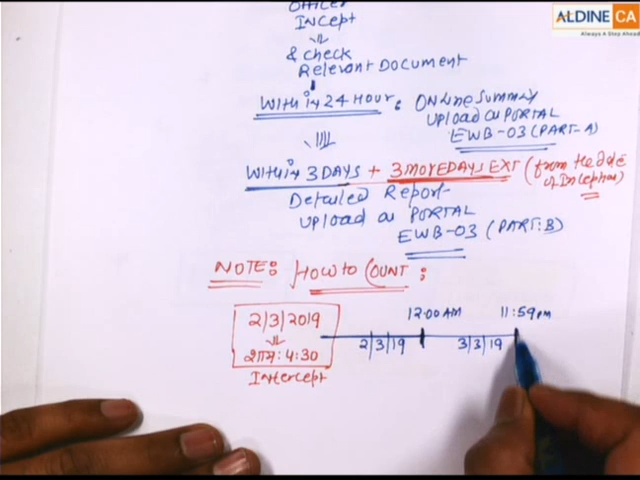 ALDINE CA
Always A Step Ahead
Officer
Incept
& check
Relevant Document
Within 24 Hour: Online Summary
Upload on PORTAL
EWB-03 (PART-A)
Within 3 DAYS + 3 MORE DAYS EXT (from the date of Inception)
Detailed Report
Upload on PORTAL
EWB-03 (PART:B)
NOTE: How to Count:
2/3/2019
शाम: 4:30
Intercept
12:00 AM
11:59 PM
2/3/19
3/3/19